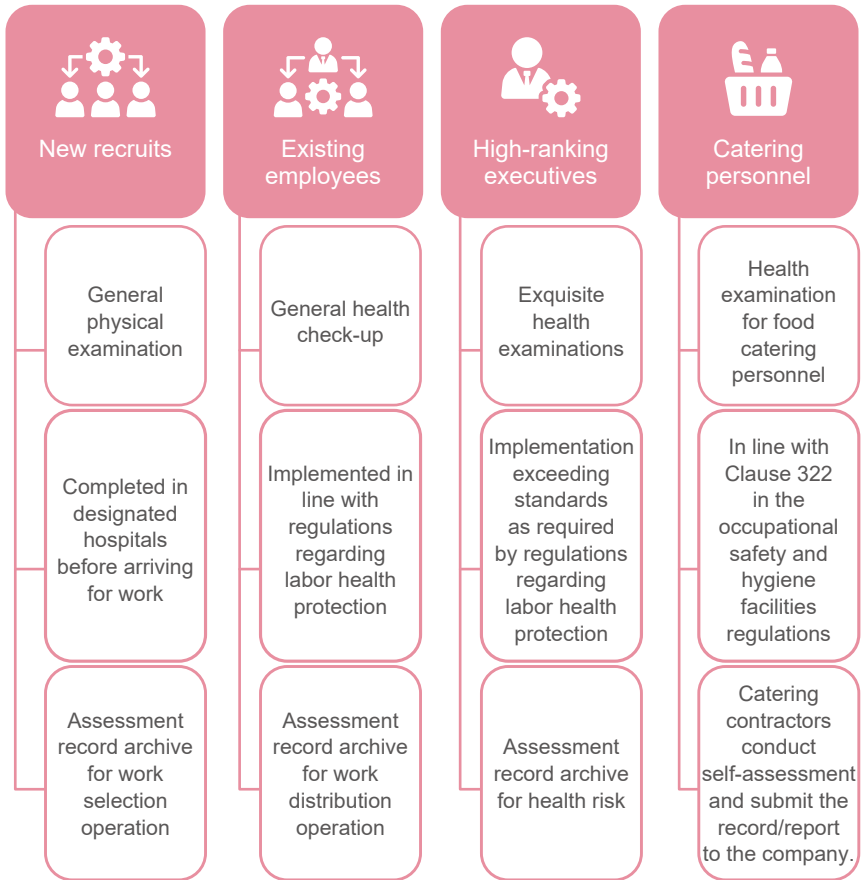 New recruits
General
physical
examination
Completed in
designated
hospitals
before arriving
for work
Assessment
record archive
for work
selection
operation
Existing
employees
General health
check-up
Implemented in
line with
regulations
regarding
labor health
protection
Assessment
record archive
for work
distribution
operation
High-ranking
executives
Exquisite
health
examinations
Implementation
exceeding
standards
as required
by regulations
regarding
labor health
protection
Assessment
record archive
for health risk
Catering
personnel
Health
examination
for food
catering
personnel
In line with
Clause 322
in the
occupational
safety and
hygiene
facilities
regulations
Catering
contractors
conduct
self-assessment
and submit the
record/report
to the company.